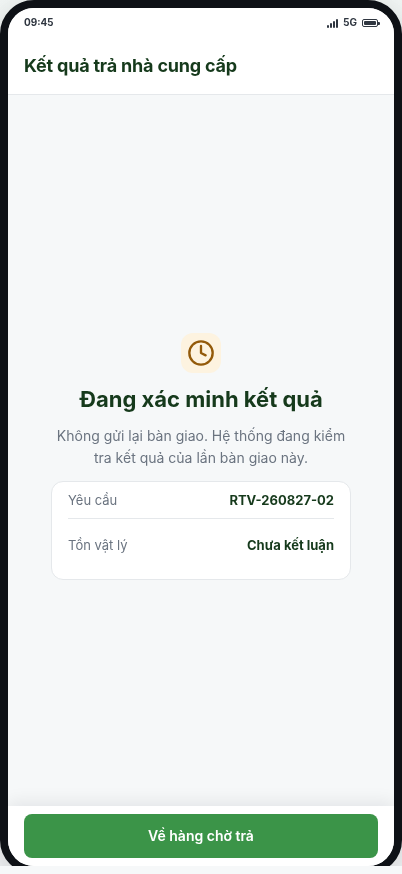 09:45
5G
Kết quả trả nhà cung cấp
Đang xác minh kết quả
Không gửi lại bàn giao. Hệ thống đang kiểm
tra kết quả của lần bàn giao này.
Yêu cầu RTV-260827-02
Tồn vật lý Chưa kết luận
Về hàng chờ trả